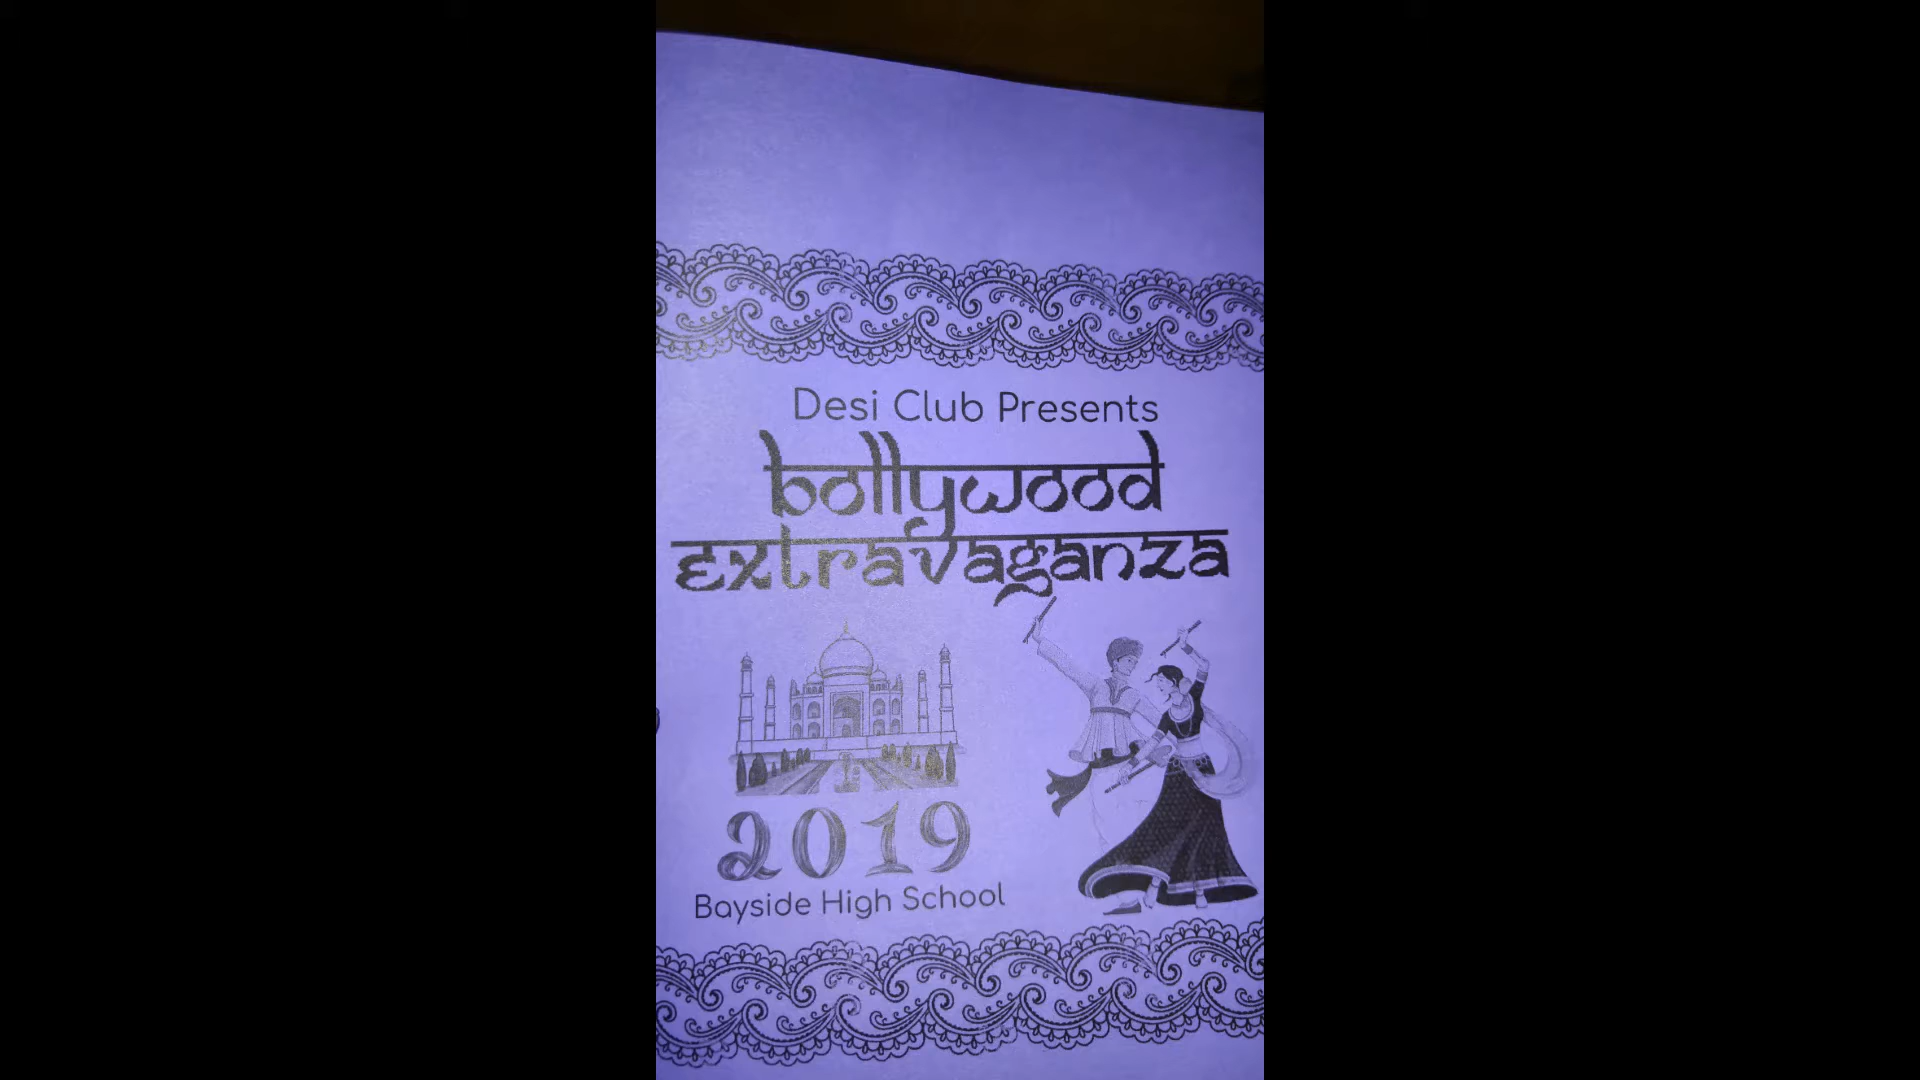 Desi Club Presents
bollywood
extravaganza
2019
Bayside High School